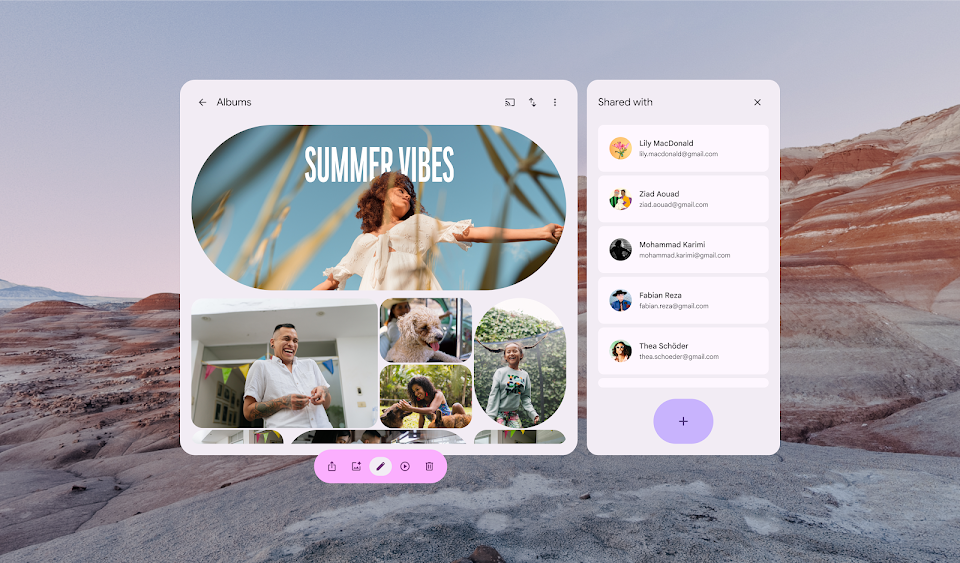 Albums
SUMMER VIBES
Shared with
Lily MacDonald
lily.macdonald@gmail.com
Ziad Aouad
ziad.aouad@gmail.com
Mohammad Karimi
mohammad.karimi@gmail.com
Fabian Reza
fabian.reza@gmail.com
Thea Schöder
thea.schoeder@gmail.com